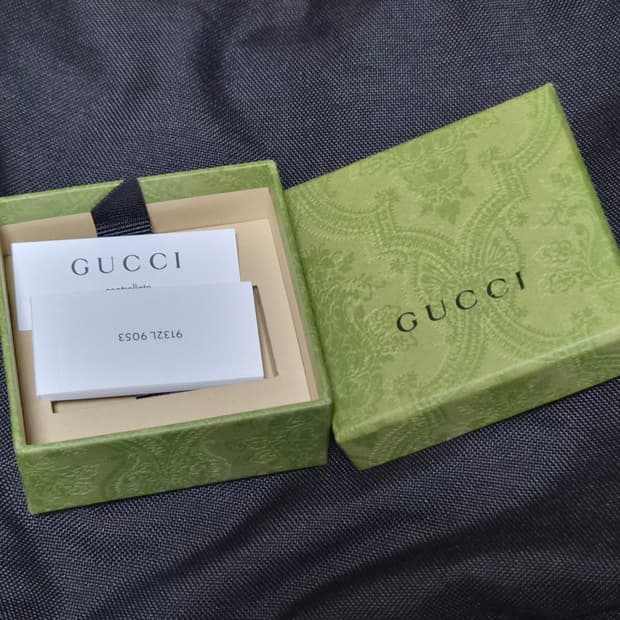 GUCCI
controllato
9132L 9053
GUCCI